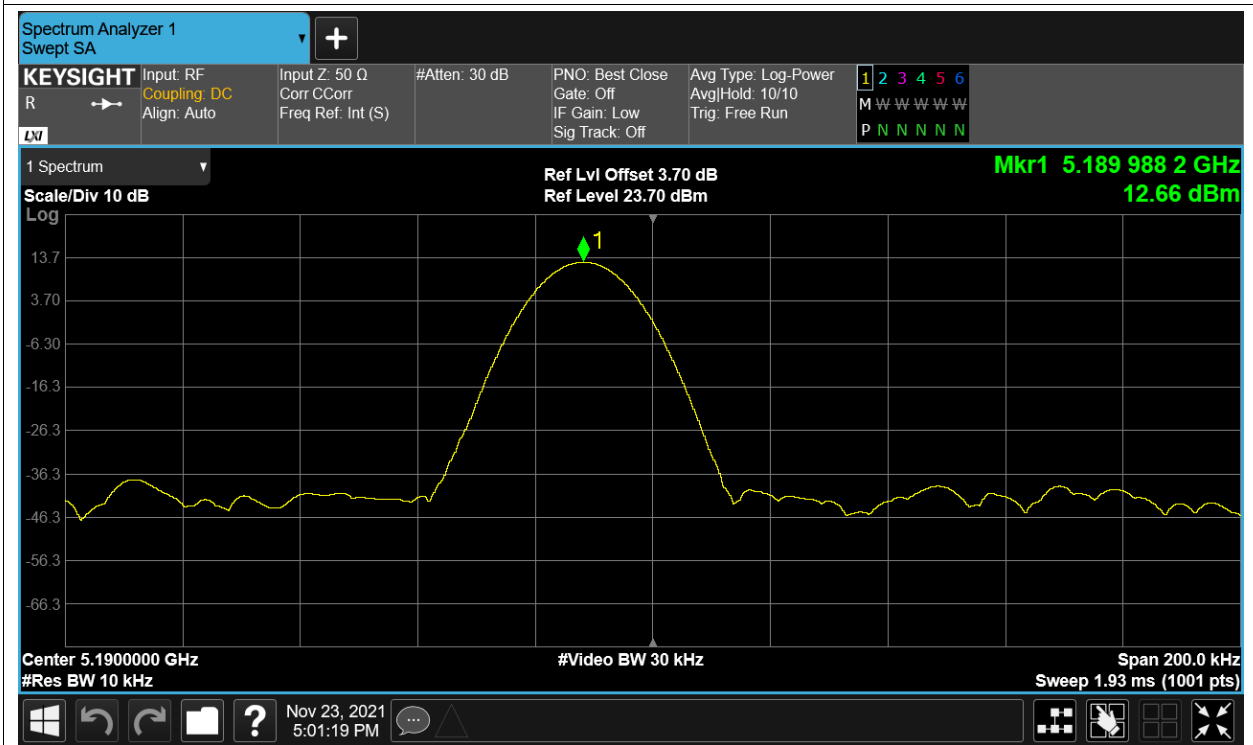 Spectrum Analyzer 1
Swept SA
KEYSIGHT
R
LXI
Input: RF
Coupling: DC
Align: Auto
Input Z: 50 Ω
Corr CCorr
Freq Ref: Int (S)
#Atten: 30 dB
PNO: Best Close
Gate: Off
IF Gain: Low
Sig Track: Off
Avg Type: Log-Power
Avg|Hold: 10/10
Trig: Free Run
1 2 3 4 5 6
M W W W W W
P N N N N N
1 Spectrum
Scale/Div 10 dB
Log
Ref Lvl Offset 3.70 dB
Ref Level 23.70 dBm
Mkr1 5.189 988 2 GHz
12.66 dBm
1
13.7
3.70
-6.30
-16.3
-26.3
-36.3
-46.3
-56.3
-66.3
Center 5.1900000 GHz
#Res BW 10 kHz
#Video BW 30 kHz
Span 200.0 kHz
Sweep 1.93 ms (1001 pts)
?
Nov 23, 2021
5:01:19 PM